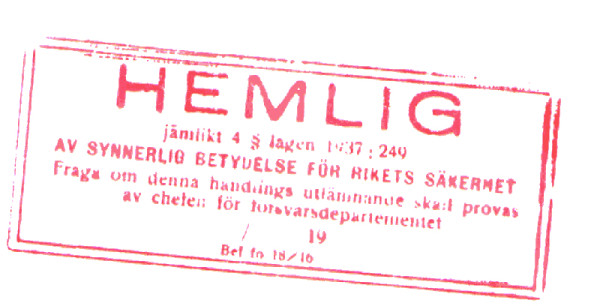 HEMLIG
jämlikt 4 § lagen 1937:249
AV SYNNERLIG BETYDELSE FÖR RIKETS SÄKERHET
Fråga om denna handlings utlämnande skall prövas
av chefen för försvarsdepartementet
/ 19
Bef fo 18/16